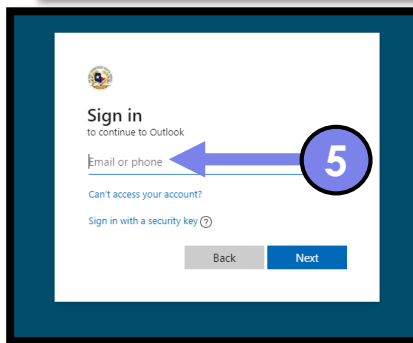 Sign in
to continue to Outlook
Email or phone
5
Can't access your account?
Sign in with a security key ?
Back Next